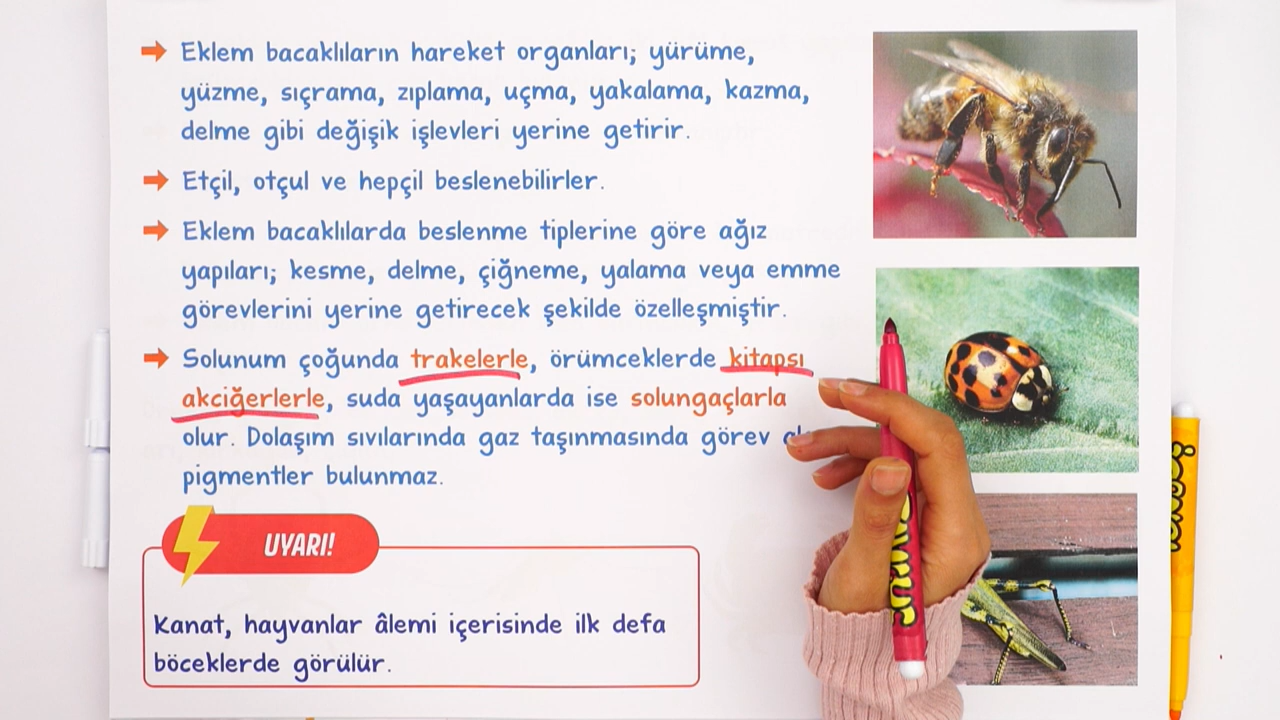 Eklem bacaklıların hareket organları; yürüme,
yüzme, sıçrama, zıplama, uçma, yakalama, kazma,
delme gibi değişik işlevleri yerine getirir.
Etçil, otçul ve hepçil beslenebilirler.
Eklem bacaklılarda beslenme tiplerine göre ağız
yapıları; kesme, delme, çiğneme, yalama veya emme
görevlerini yerine getirecek şekilde özelleşmiştir.
Solunum çoğunda trakelerle, örümceklerde kitapsı
akciğerlerle, suda yaşayanlarda ise solungaçlarla
olur. Dolaşım sıvılarında gaz taşınmasında görev
pigmentler bulunmaz.
UYARI!
Kanat, hayvanlar âlemi içerisinde ilk defa
böceklerde görülür.